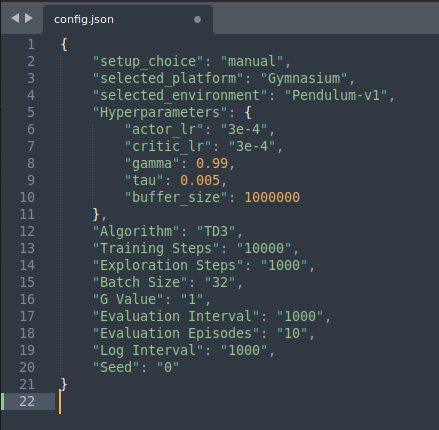 config.json
1 {
2 "setup_choice": "manual",
3 "selected_platform": "Gymnasium",
4 "selected_environment": "Pendulum-v1",
5 "Hyperparameters": {
6 "actor_lr": "3e-4",
7 "critic_lr": "3e-4",
8 "gamma": 0.99,
9 "tau": 0.005,
10 "buffer_size": 1000000
11 },
12 "Algorithm": "TD3",
13 "Training Steps": "10000",
14 "Exploration Steps": "1000",
15 "Batch Size": "32",
16 "G Value": "1",
17 "Evaluation Interval": "1000",
18 "Evaluation Episodes": "10",
19 "Log Interval": "1000",
20 "Seed": "0"
21 }
22